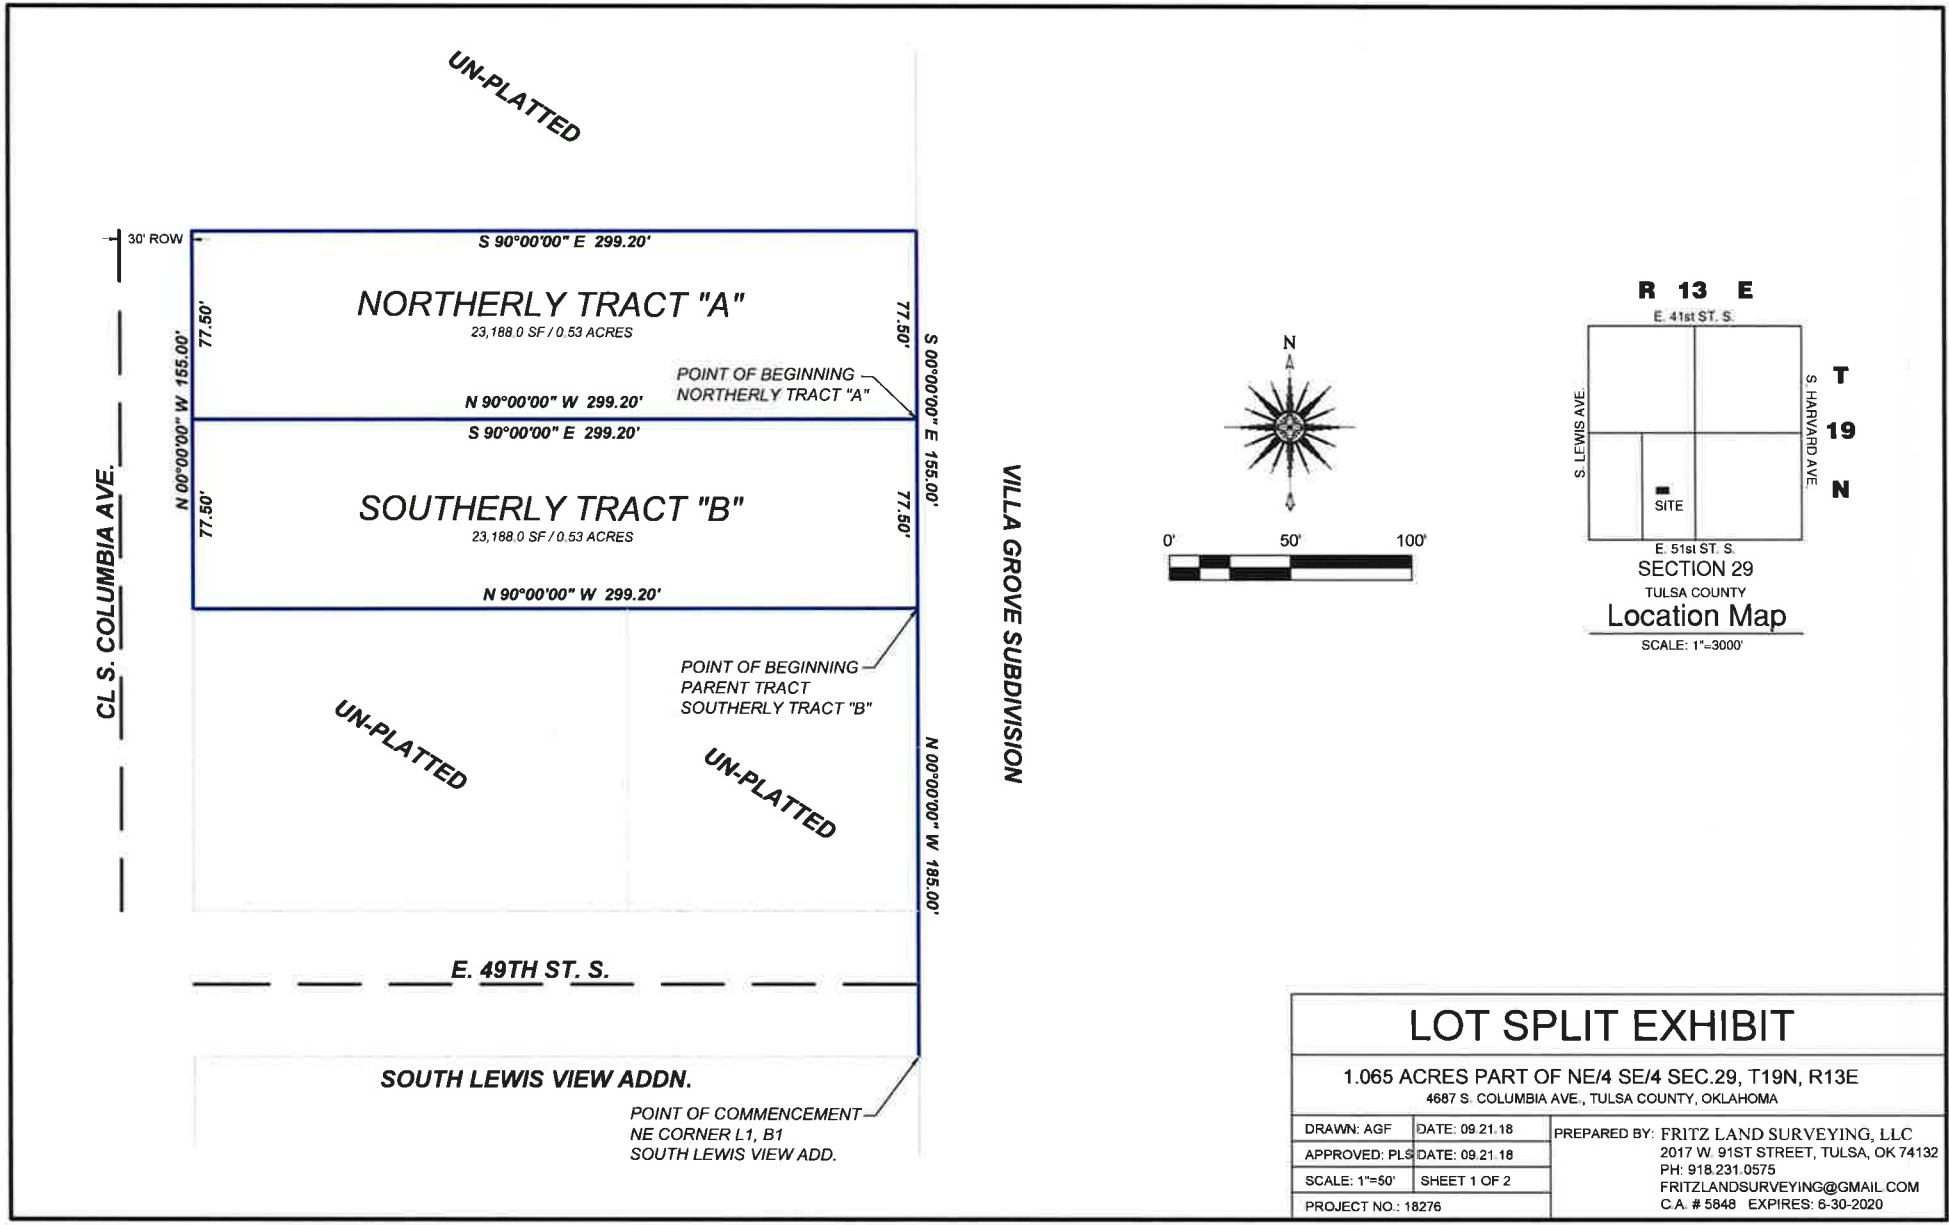 UN-PLATTED
30' ROW
S 90°00'00" E 299.20'
NORTHERLY TRACT "A"
23,188.0 SF / 0.53 ACRES
77.50'
77.50'
N 00°00'00" W 155.00'
S 00°00'00" E 155.00'
POINT OF BEGINNING
NORTHERLY TRACT "A"
N 90°00'00" W 299.20'
S 90°00'00" E 299.20'
SOUTHERLY TRACT "B"
23,188.0 SF / 0.53 ACRES
77.50'
77.50'
N 90°00'00" W 299.20'
CL S. COLUMBIA AVE.
VILLA GROVE SUBDIVISION
POINT OF BEGINNING
PARENT TRACT
SOUTHERLY TRACT "B"
UN-PLATTED
UN-PLATTED
N 00°00'00" W 185.00'
E. 49TH ST. S.
SOUTH LEWIS VIEW ADDN.
POINT OF COMMENCEMENT
NE CORNER L1, B1
SOUTH LEWIS VIEW ADD.
N
0' 50' 100'
R 13 E
E. 41st ST. S.
S. LEWIS AVE.
S. HARVARD AVE.
T
19
N
SITE
E. 51st ST. S.
SECTION 29
TULSA COUNTY
Location Map
SCALE: 1"=3000'
LOT SPLIT EXHIBIT
1.065 ACRES PART OF NE/4 SE/4 SEC.29, T19N, R13E
4687 S. COLUMBIA AVE., TULSA COUNTY, OKLAHOMA
DRAWN: AGF DATE: 09.21.18
APPROVED: PLS DATE: 09.21.18
SCALE: 1"=50' SHEET 1 OF 2
PROJECT NO.: 18276
PREPARED BY: FRITZ LAND SURVEYING, LLC
2017 W. 91ST STREET, TULSA, OK 74132
PH: 918.231.0575
FRITZLANDSURVEYING@GMAIL.COM
C.A. # 5848 EXPIRES: 6-30-2020